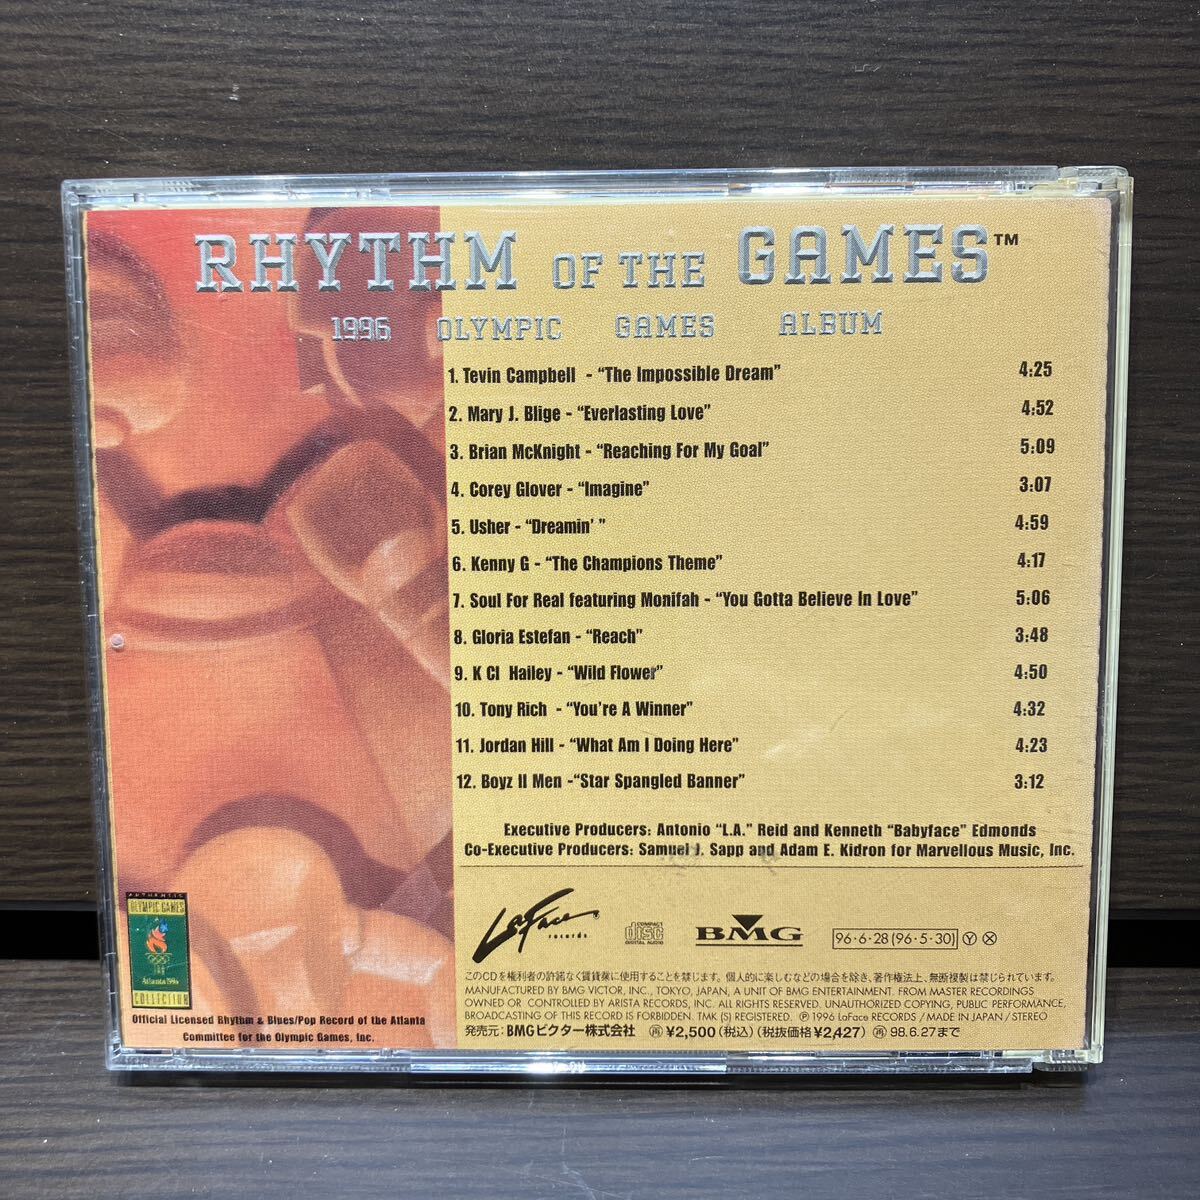 RHYTHM OF THE GAMES™
1996 OLYMPIC GAMES ALBUM
1. Tevin Campbell - “The Impossible Dream” 4:25
2. Mary J. Blige - “Everlasting Love” 4:52
3. Brian McKnight - “Reaching For My Goal” 5:09
4. Corey Glover - “Imagine” 3:07
5. Usher - “Dreamin’ ” 4:59
6. Kenny G - “The Champions Theme” 4:17
7. Soul For Real featuring Monifah - “You Gotta Believe In Love” 5:06
8. Gloria Estefan - “Reach” 3:48
9. K CI Hailey - “Wild Flower” 4:50
10. Tony Rich - “You’re A Winner” 4:32
11. Jordan Hill - “What Am I Doing Here” 4:23
12. Boyz II Men -“Star Spangled Banner” 3:12
Executive Producers: Antonio “L.A.” Reid and Kenneth “Babyface” Edmonds
Co-Executive Producers: Samuel J. Sapp and Adam E. Kidron for Marvellous Music, Inc.
OLYMPIC GAMES
Atlanta 1996
COLLECTION
Official Licensed Rhythm & Blues/Pop Record of the Atlanta
Committee for the Olympic Games, Inc.
LaFace
records
COMPACT
disc
DIGITAL AUDIO
BMG
96·6·28(96·5·30) Ⓨ Ⓧ
このCDを権利者の許諾なく賃貸業に使用することを禁じます。個人的に楽しむなどの場合を除き、著作権法上、無断複製は禁じられています。
MANUFACTURED BY BMG VICTOR, INC., TOKYO, JAPAN, A UNIT OF BMG ENTERTAINMENT. FROM MASTER RECORDINGS
OWNED OR CONTROLLED BY ARISTA RECORDS, INC. ALL RIGHTS RESERVED. UNAUTHORIZED COPYING, PUBLIC PERFORMANCE,
BROADCASTING OF THIS RECORD IS FORBIDDEN. TMK (S) REGISTERED. ℗ 1996 LaFace RECORDS / MADE IN JAPAN / STEREO
発売元：BMGビクター株式会社 ㊢ ¥2,500(税込)(税抜価格¥2,427) ㊢ 98.6.27まで